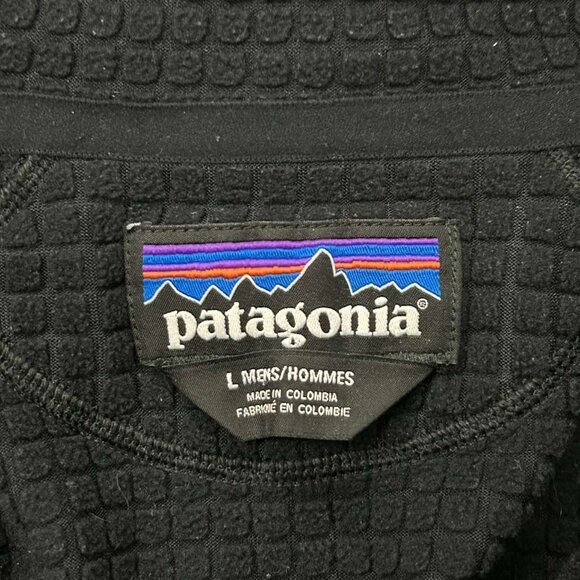 patagonia®
L MENS/HOMMES
MADE IN COLOMBIA
FABRIQUÉ EN COLOMBIE